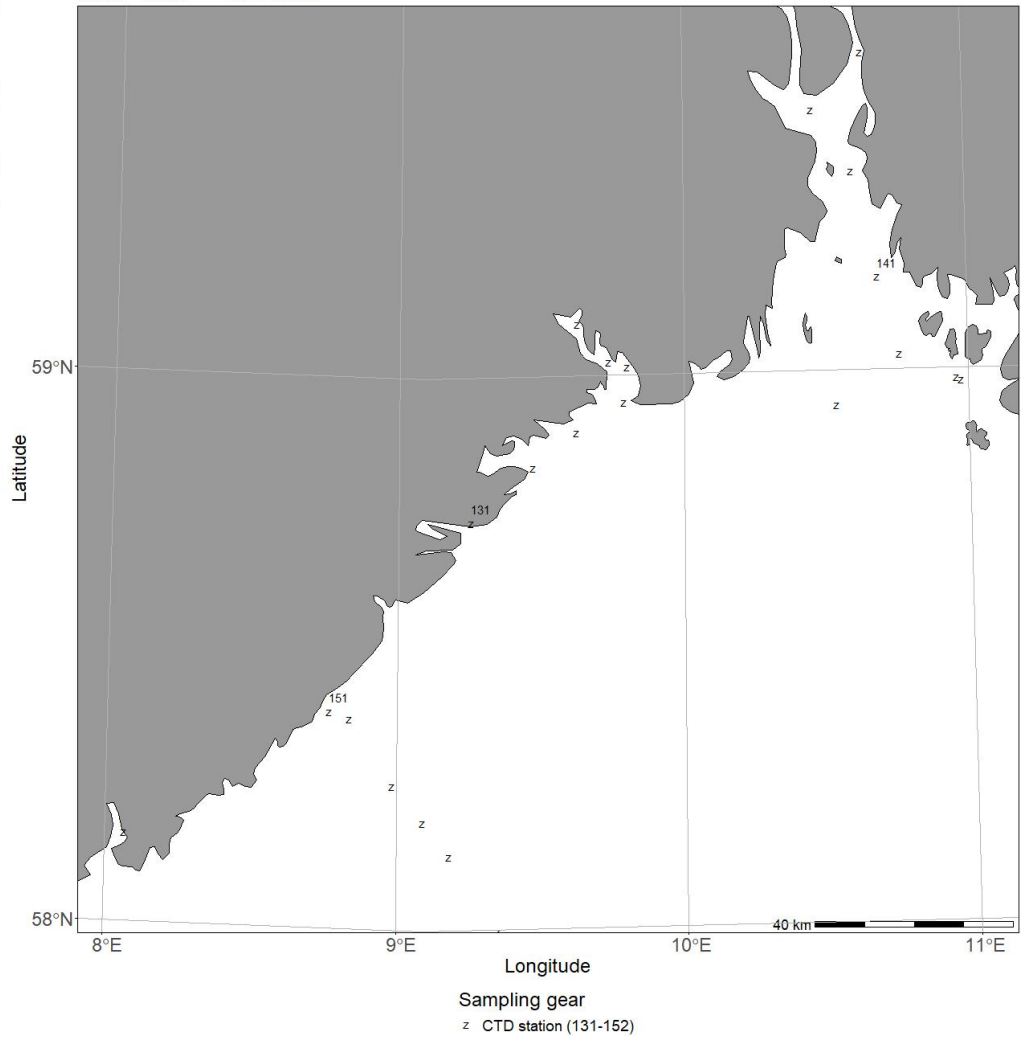 z
z
z
141
z
z
59°N
z
z
z
z z
z
z
z
z
131
z
151
z
z
z
z
z
z
58°N
40 km
8°E
9°E
10°E
11°E
Latitude
Longitude
Sampling gear
z CTD station (131-152)